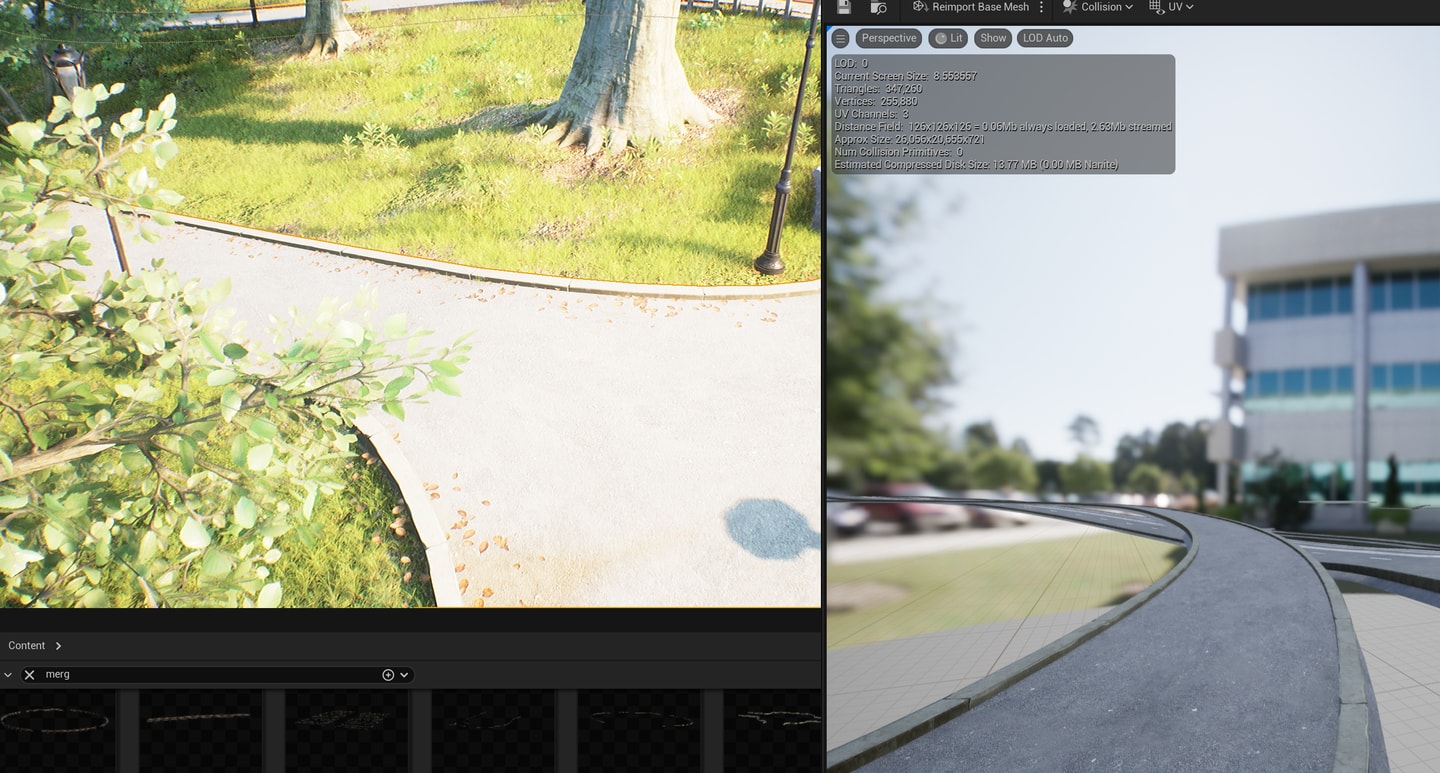 Reimport Base Mesh
Collision
UV
Perspective
Lit
Show
LOD Auto
LOD: 0
Current Screen Size: 8.553557
Triangles: 347,260
Vertices: 255,880
UV Channels: 3
Distance Field: 126x126x126 = 0.06Mb always loaded, 2.63Mb streamed
Approx Size: 26,056x20,655x721
Num Collision Primitives: 0
Estimated Compressed Disk Size: 13.77 MB (0.00 MB Nanite)
Content
merg